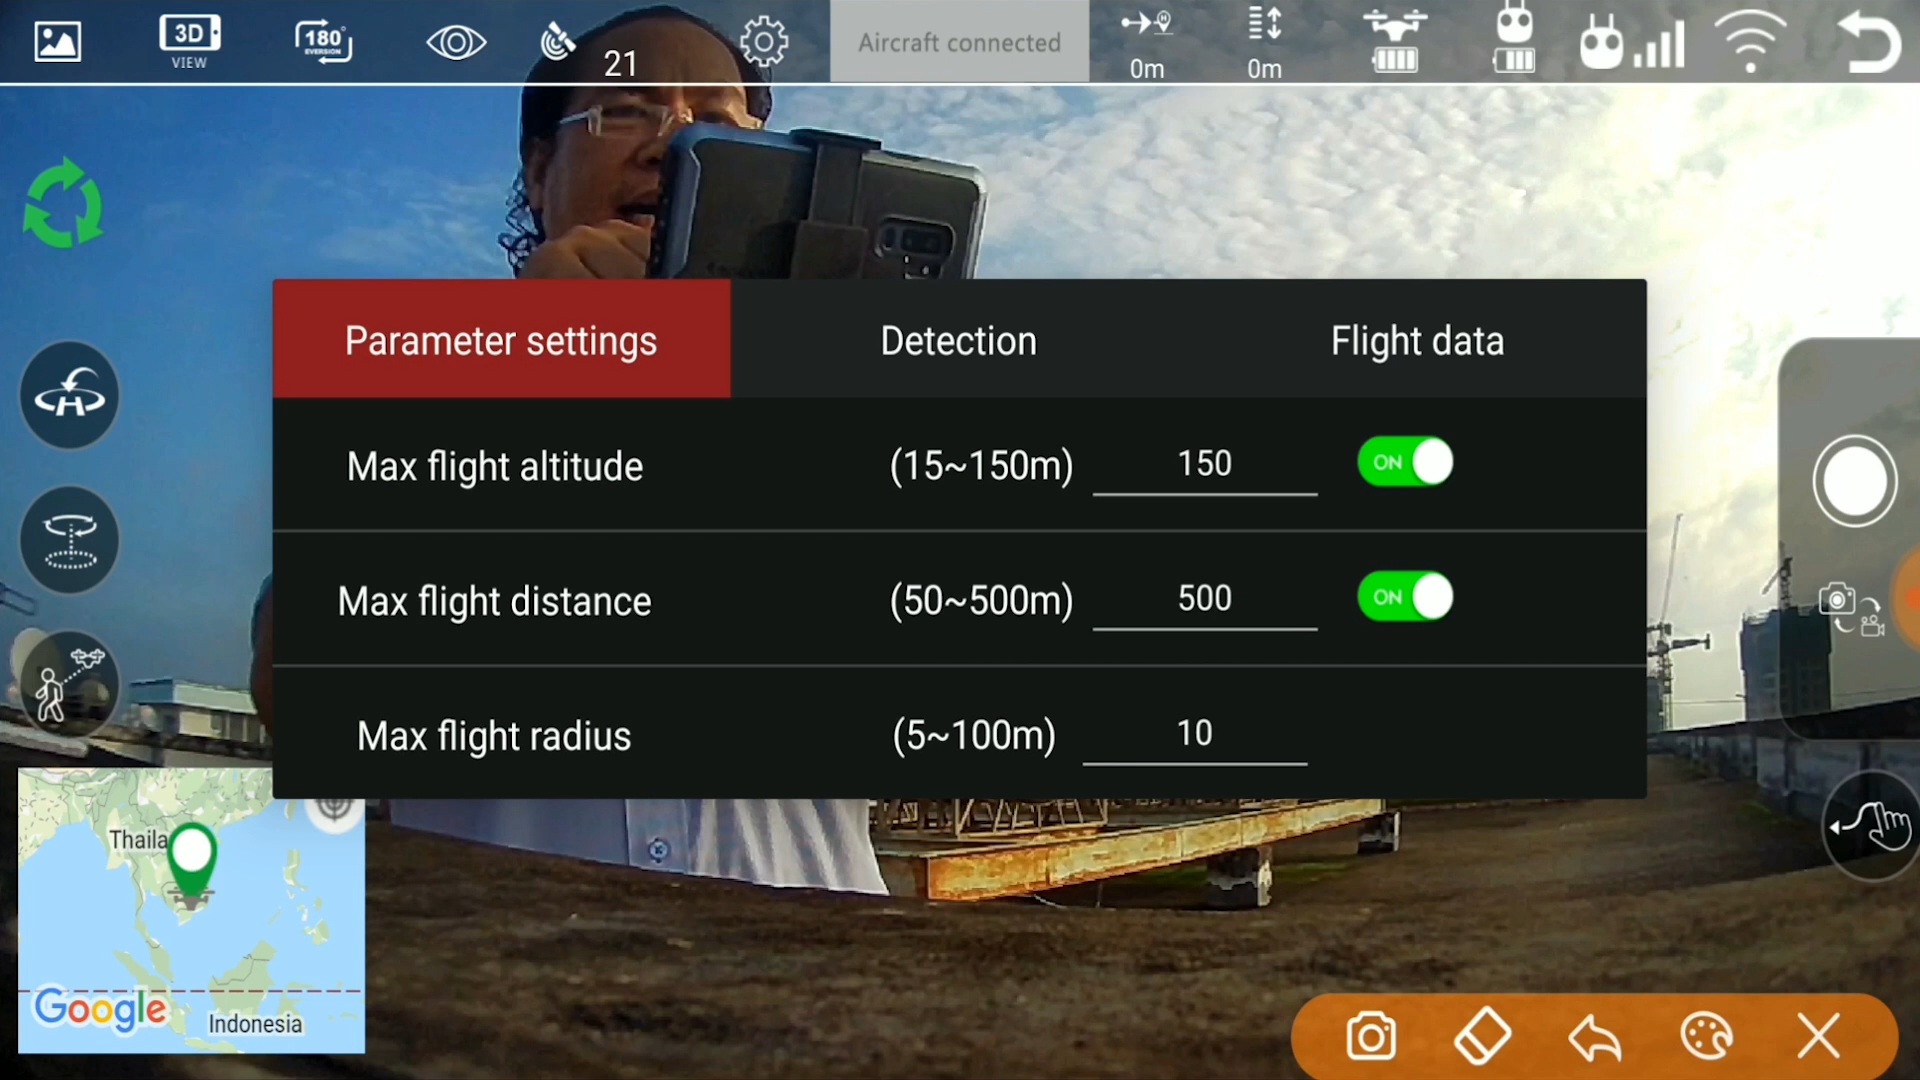 3D
VIEW
180°
EVERSION
21
Aircraft connected
0m
0m
Parameter settings
Detection
Flight data
Max flight altitude (15~150m) 150 ON
Max flight distance (50~500m) 500 ON
Max flight radius (5~100m) 10
Thaila
Google
Indonesia